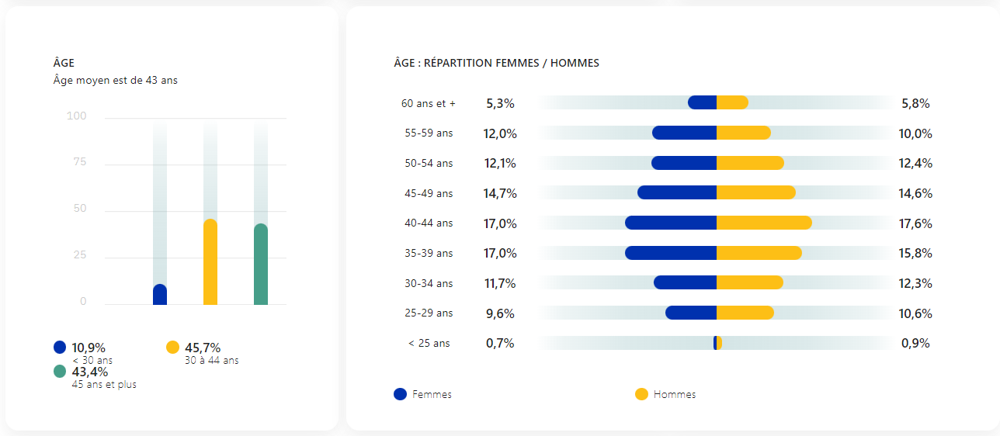 ÂGE
Âge moyen est de 43 ans
100
75
50
25
0
10,9%
< 30 ans
45,7%
30 à 44 ans
43,4%
45 ans et plus
ÂGE : RÉPARTITION FEMMES / HOMMES
60 ans et + 5,3% 5,8%
55-59 ans 12,0% 10,0%
50-54 ans 12,1% 12,4%
45-49 ans 14,7% 14,6%
40-44 ans 17,0% 17,6%
35-39 ans 17,0% 15,8%
30-34 ans 11,7% 12,3%
25-29 ans 9,6% 10,6%
< 25 ans 0,7% 0,9%
Femmes Hommes